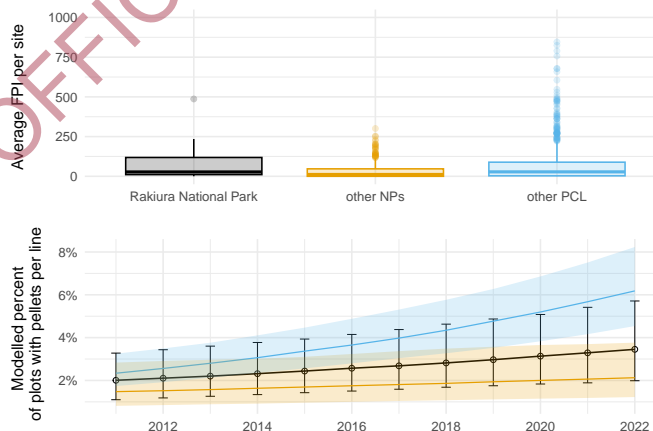 OFFIC
Average FPI per site
1000
750
500
250
0
Rakiura National Park
other NPs
other PCL
Modelled percent
of plots with pellets per line
8%
6%
4%
2%
2012
2014
2016
2018
2020
2022